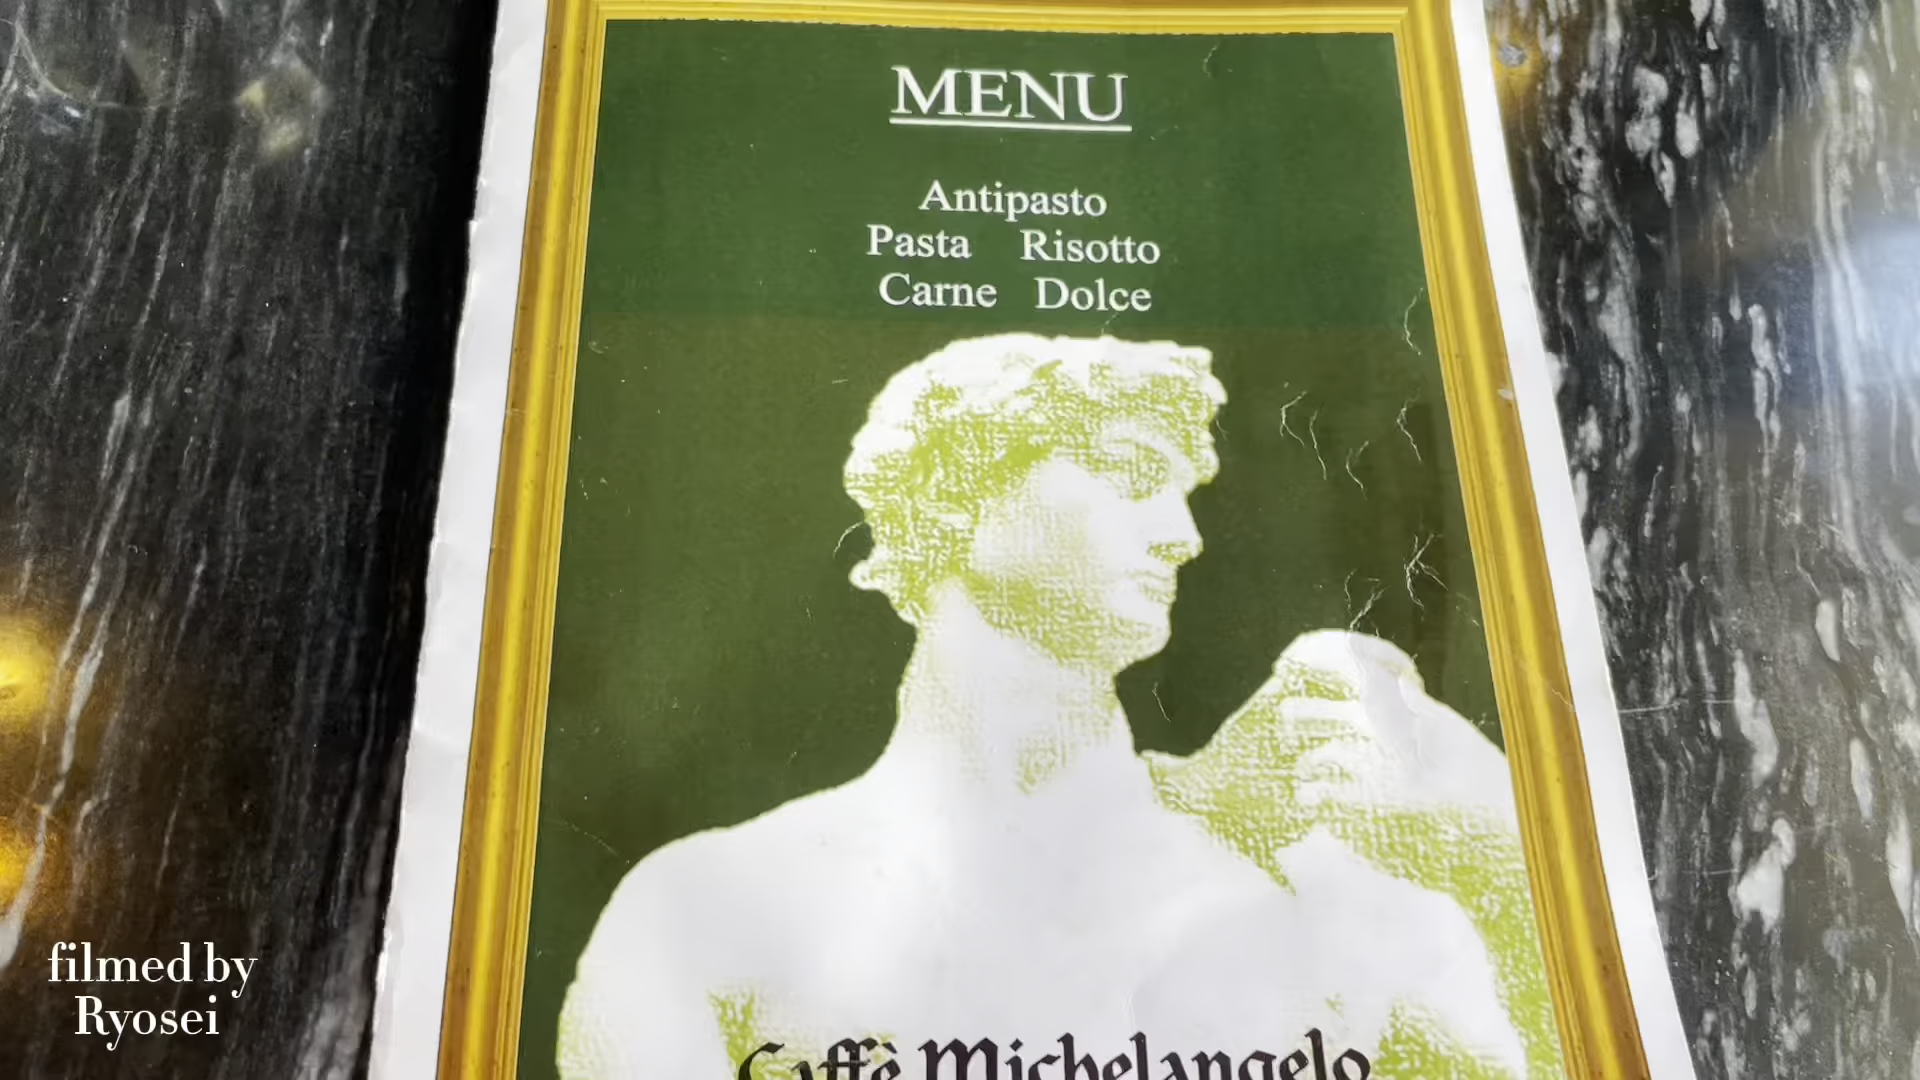 MENU
Antipasto
Pasta Risotto
Carne Dolce
Caffè Michelangelo
filmed by
Ryosei